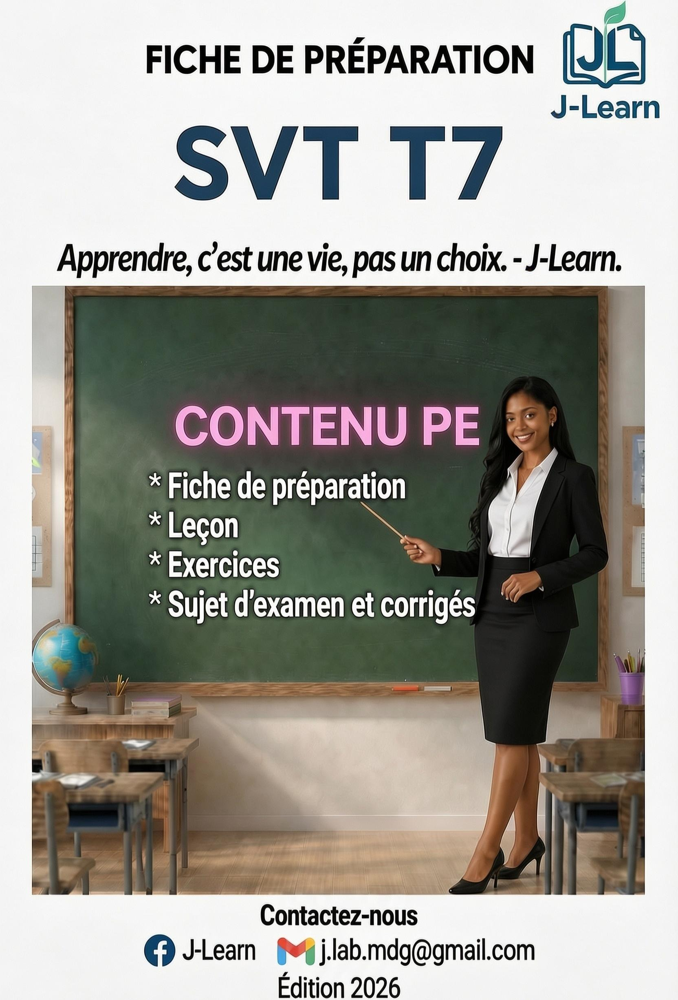 FICHE DE PRÉPARATION
JL
J-Learn
SVT T7
Apprendre, c'est une vie, pas un choix. - J-Learn.
CONTENU PE
* Fiche de préparation
* Leçon
* Exercices
* Sujet d'examen et corrigés
Contactez-nous
J-Learn j.lab.mdg@gmail.com
Édition 2026